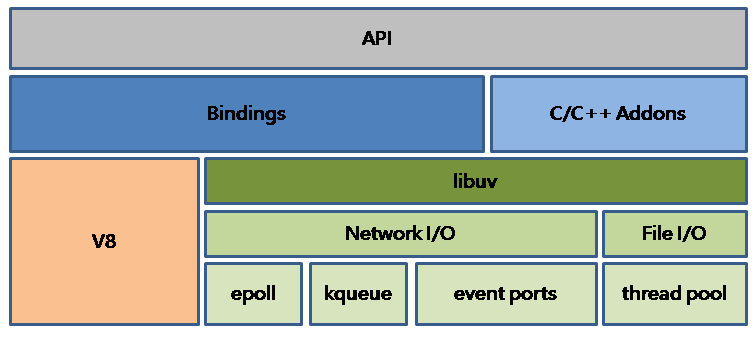 API
Bindings
C/C++ Addons
libuv
V8
Network I/O
File I/O
epoll
kqueue
event ports
thread pool